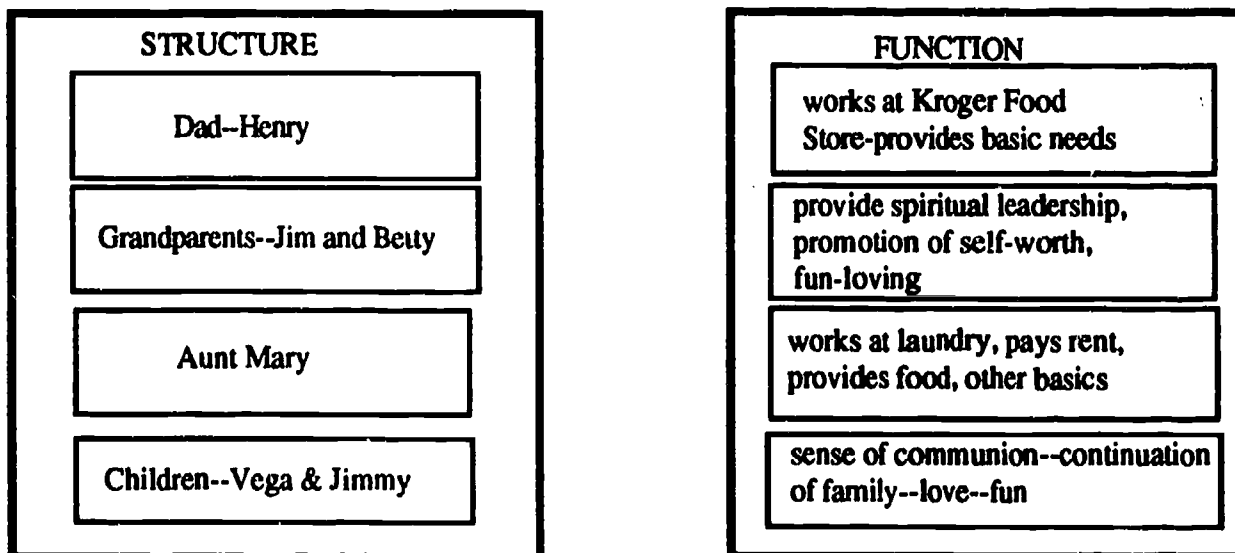 STRUCTURE
Dad--Henry
Grandparents--Jim and Betty
Aunt Mary
Children--Vega & Jimmy
FUNCTION
works at Kroger Food
Store-provides basic needs
provide spiritual leadership,
promotion of self-worth,
fun-loving
works at laundry, pays rent,
provides food, other basics
sense of communion--continuation
of family--love--fun